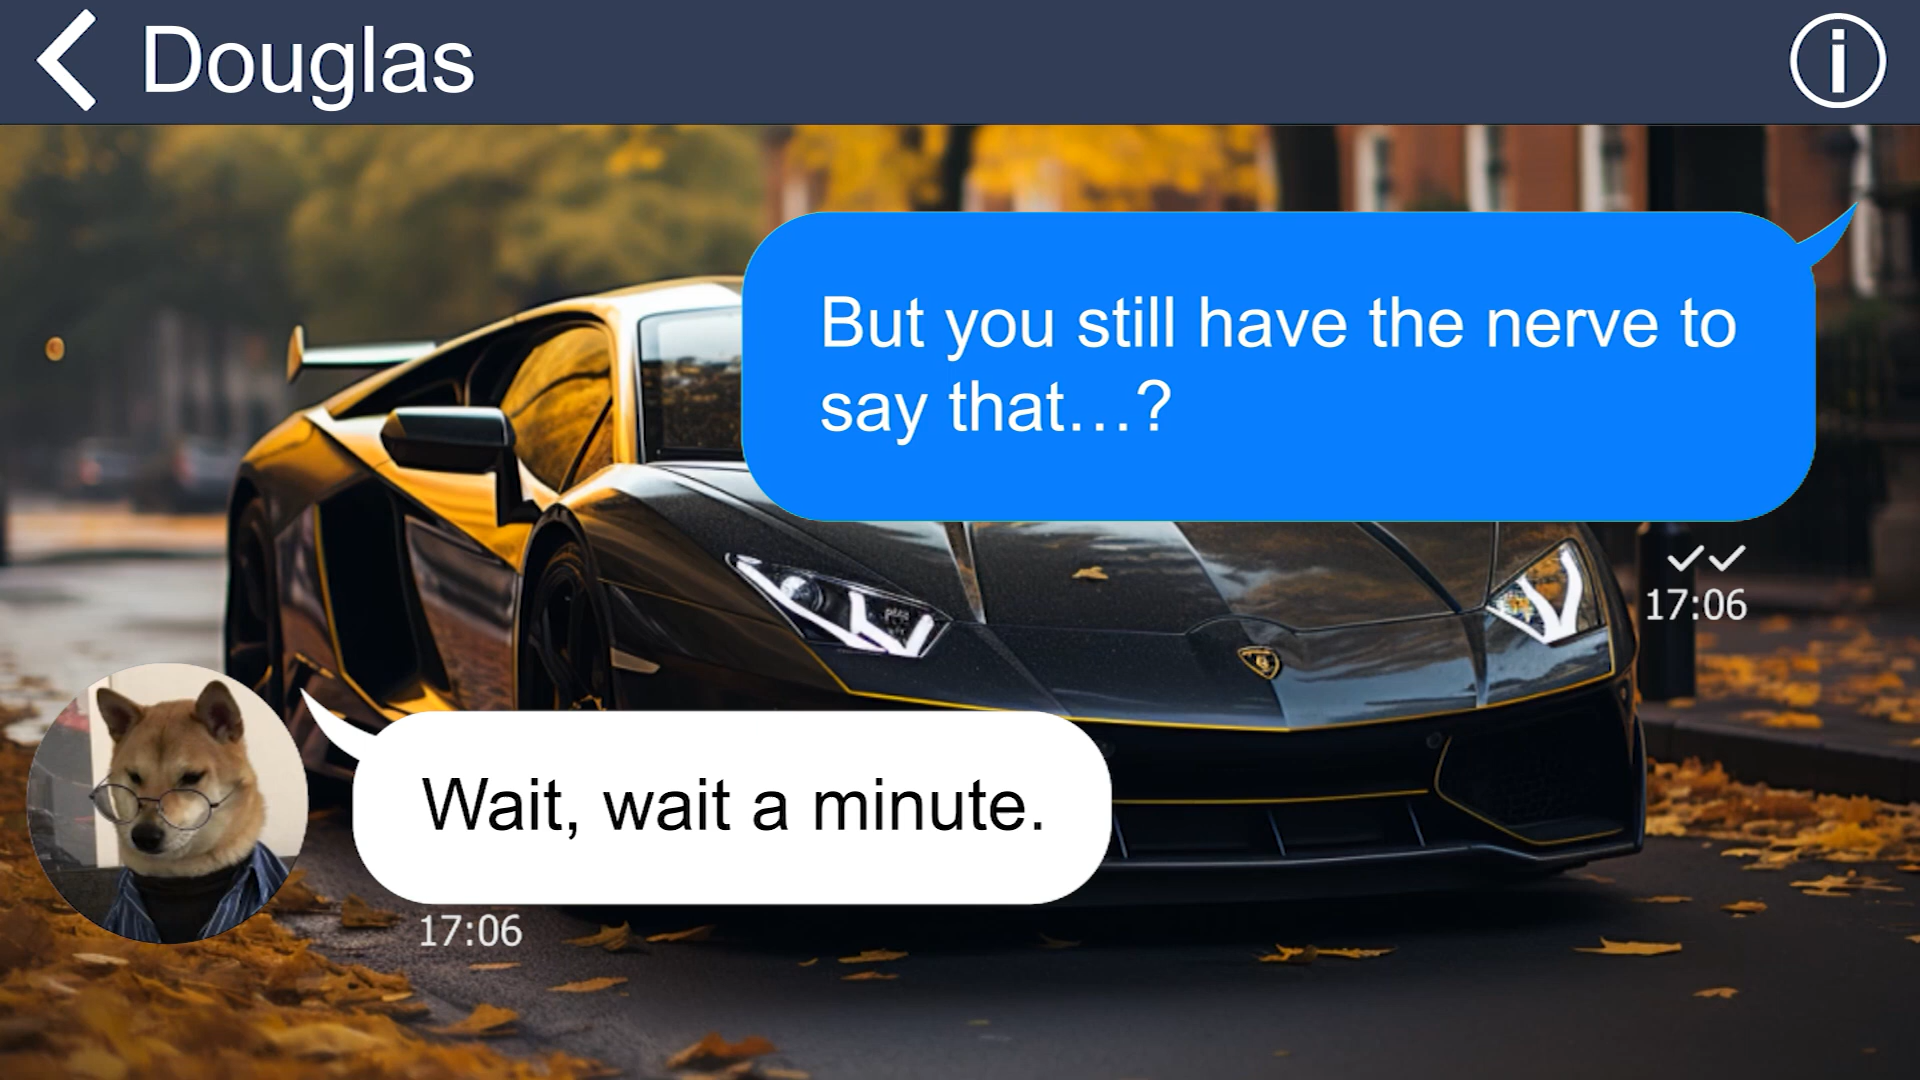 Douglas
But you still have the nerve to
say that…?
17:06
Wait, wait a minute.
17:06